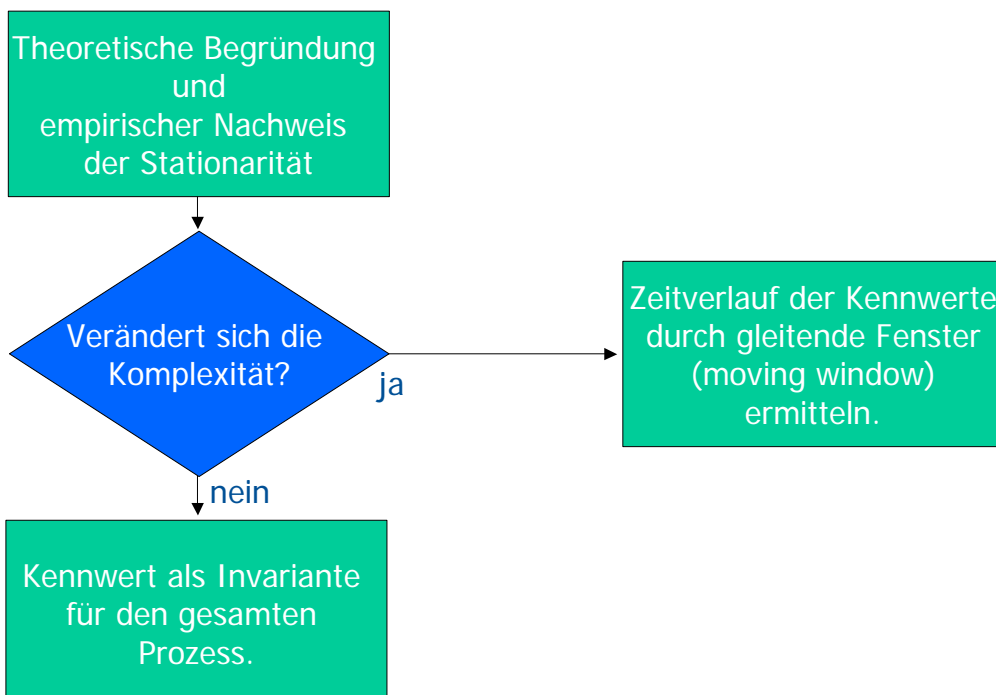 Theoretische Begründung
und
empirischer Nachweis
der Stationarität
Verändert sich die
Komplexität?
ja
Zeitverlauf der Kennwerte
durch gleitende Fenster
(moving window)
ermitteln.
nein
Kennwert als Invariante
für den gesamten
Prozess.